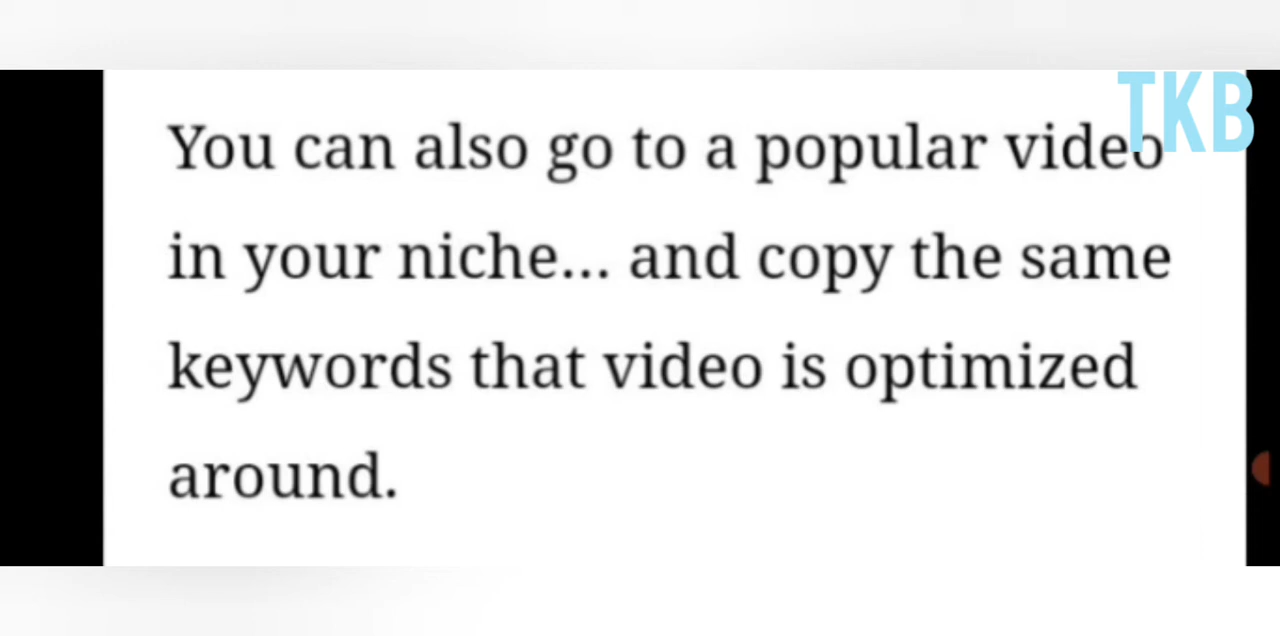 TKB
You can also go to a popular video
in your niche... and copy the same
keywords that video is optimized
around.